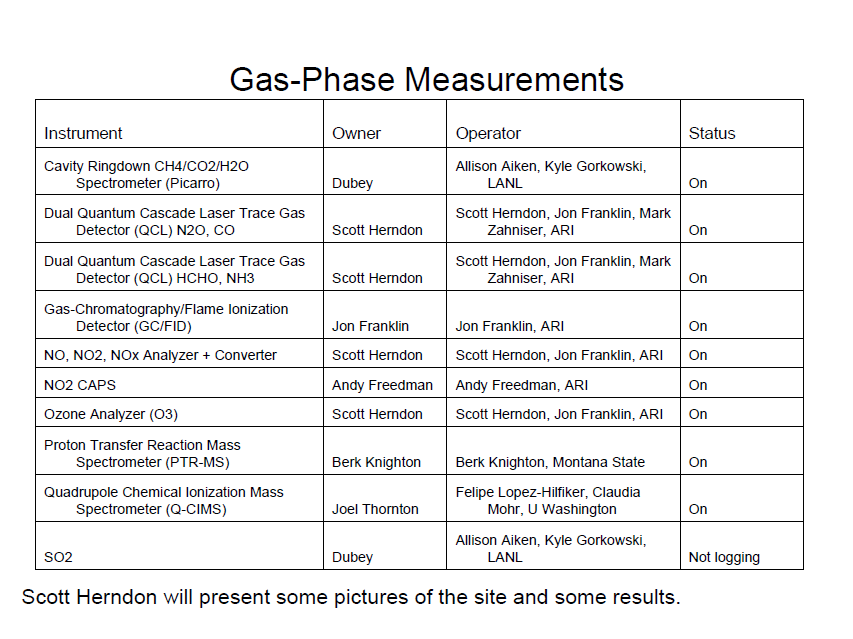 Gas-Phase Measurements
Instrument Owner Operator Status
Cavity Ringdown CH4/CO2/H2O
Spectrometer (Picarro) Dubey Allison Aiken, Kyle Gorkowski,
LANL On
Dual Quantum Cascade Laser Trace Gas
Detector (QCL) N2O, CO Scott Herndon Scott Herndon, Jon Franklin, Mark
Zahniser, ARI On
Dual Quantum Cascade Laser Trace Gas
Detector (QCL) HCHO, NH3 Scott Herndon Scott Herndon, Jon Franklin, Mark
Zahniser, ARI On
Gas-Chromatography/Flame Ionization
Detector (GC/FID) Jon Franklin Jon Franklin, ARI On
NO, NO2, NOx Analyzer + Converter Scott Herndon Scott Herndon, Jon Franklin, ARI On
NO2 CAPS Andy Freedman Andy Freedman, ARI On
Ozone Analyzer (O3) Scott Herndon Scott Herndon, Jon Franklin, ARI On
Proton Transfer Reaction Mass
Spectrometer (PTR-MS) Berk Knighton Berk Knighton, Montana State On
Quadrupole Chemical Ionization Mass
Spectrometer (Q-CIMS) Joel Thornton Felipe Lopez-Hilfiker, Claudia
Mohr, U Washington On
SO2 Dubey Allison Aiken, Kyle Gorkowski,
LANL Not logging
Scott Herndon will present some pictures of the site and some results.